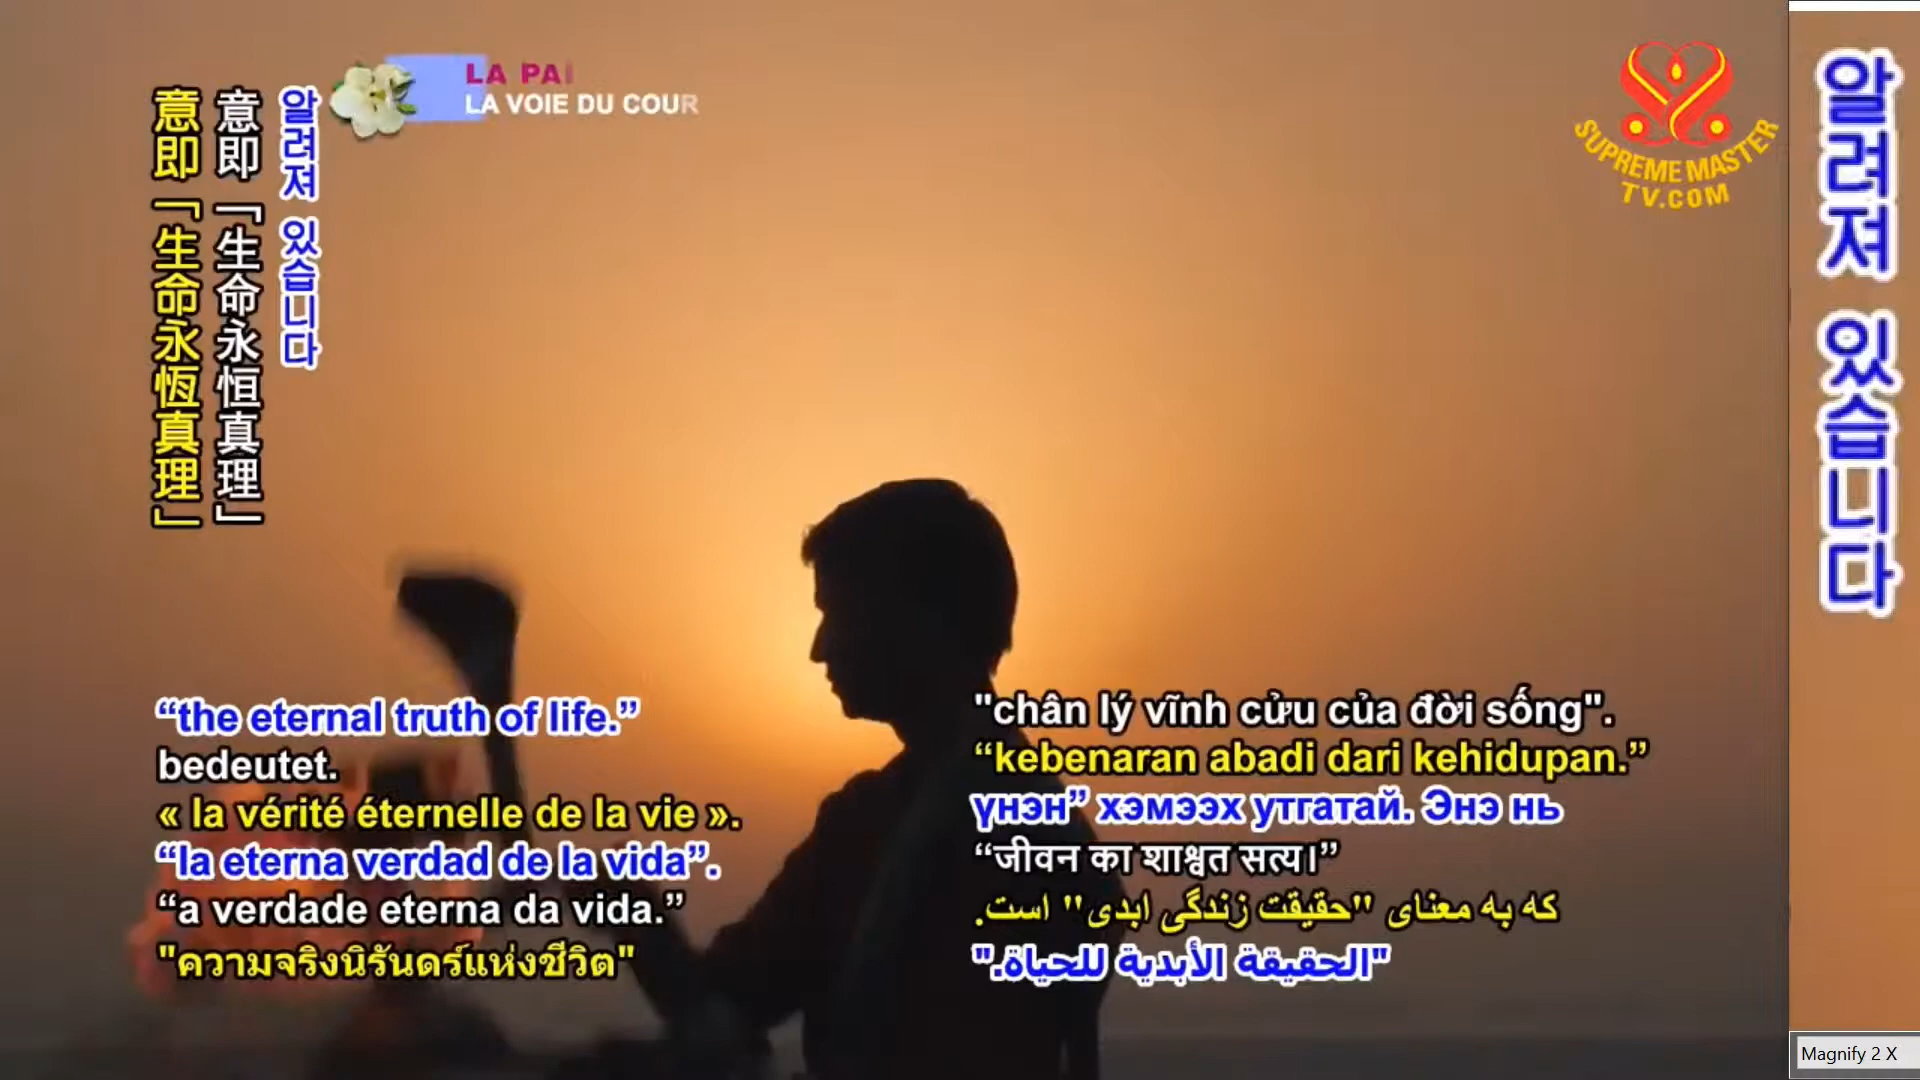 LA PAI
LA VOIE DU COUR
SUPREME MASTER
TV.COM
알려져 있습니다
意即「生命永恒真理」
意即「生命永恆真理」
알려져 있습니다
“the eternal truth of life.”
bedeutet.
« la vérité éternelle de la vie ».
“la eterna verdad de la vida”.
“a verdade eterna da vida.”
"ความจริงนิรันดร์แห่งชีวิต"
"chân lý vĩnh cửu của đời sống".
“kebenaran abadi dari kehidupan.”
үнэн” хэмээх утгатай. Энэ нь
“जीवन का शाश्वत सत्य।”
که به معنای "حقیقت زندگی ابدی" است.
"الحقيقة الأبدية للحياة."
Magnify 2 X